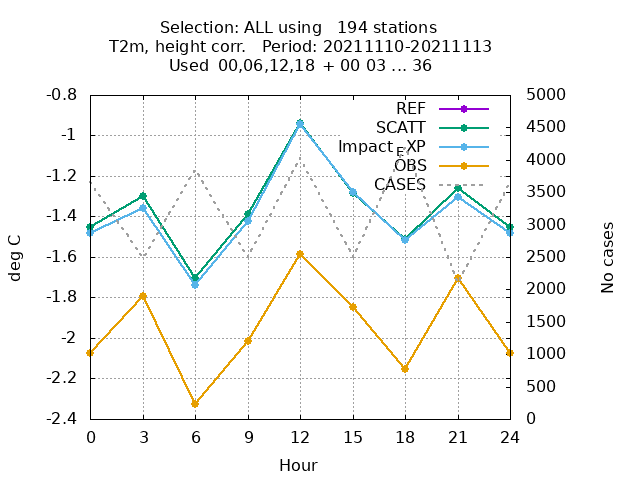 Selection: ALL using 194 stations
T2m, height corr. Period: 20211110-20211113
Used 00,06,12,18 + 00 03 ... 36
-0.8
-1
-1.2
-1.4
-1.6
-1.8
-2
-2.2
-2.4
deg C
REF
SCATT
Impact_EXP
OBS
CASES
5000
4500
4000
3500
3000
2500
2000
1500
1000
500
0
No cases
0 3 6 9 12 15 18 21 24
Hour